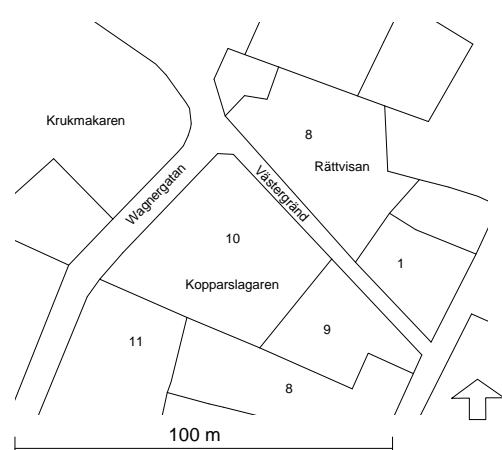 Krukmakaren
8
Rättvisan
Wagnergatan
Västergränd
10
1
Kopparslagaren
9
11
8
100 m